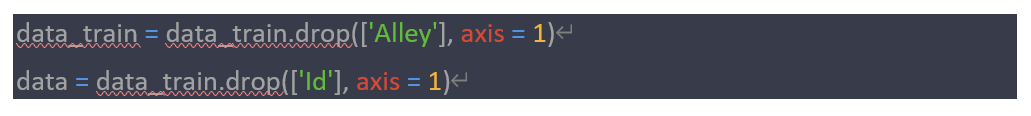 data_train = data_train.drop(['Alley'], axis = 1)↵
data = data_train.drop(['Id'], axis = 1)↵